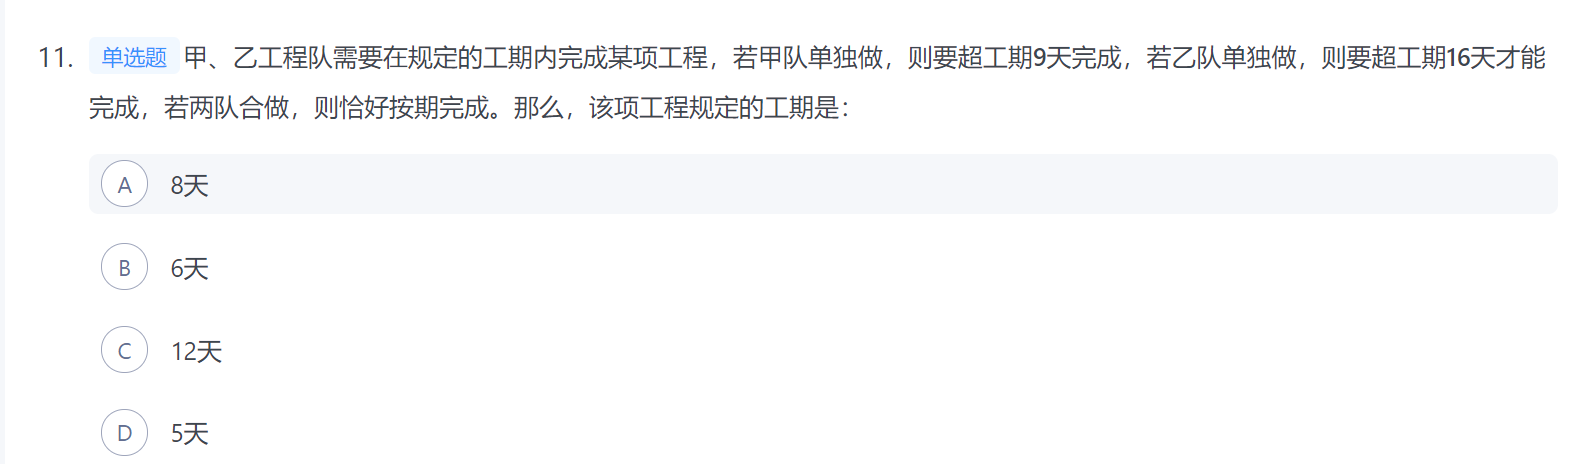 11. 单选题 甲、乙工程队需要在规定的工期内完成某项工程，若甲队单独做，则要超工期9天完成，若乙队单独做，则要超工期16天才能
完成，若两队合做，则恰好按期完成。那么，该项工程规定的工期是：
A 8天
B 6天
C 12天
D 5天